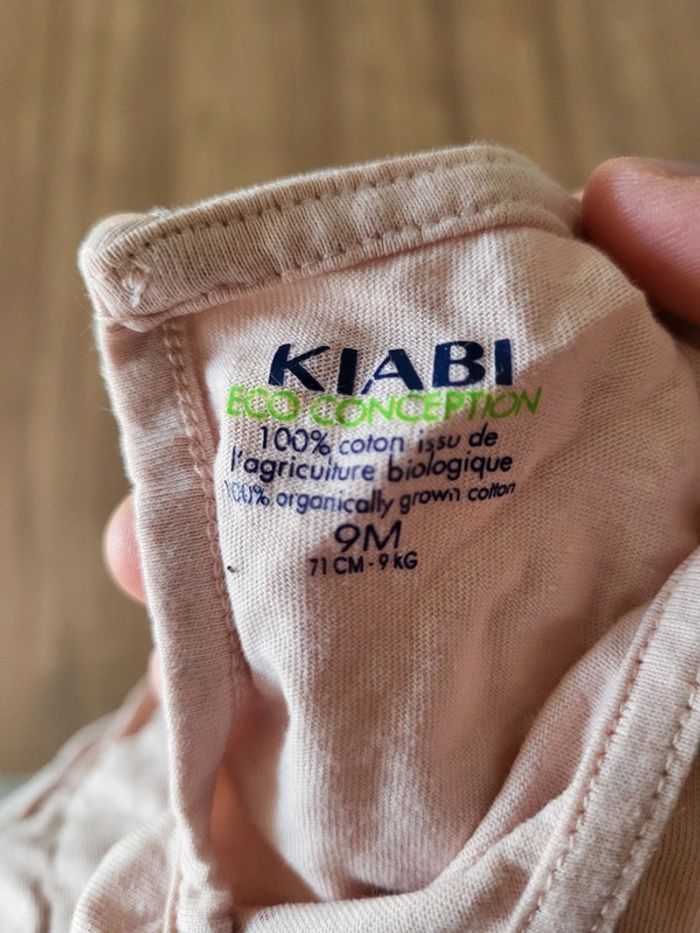 KIABI
ECO CONCEPTION
100% coton issu de
l'agriculture biologique
100% organically grown cotton
9M
71 CM - 9 KG